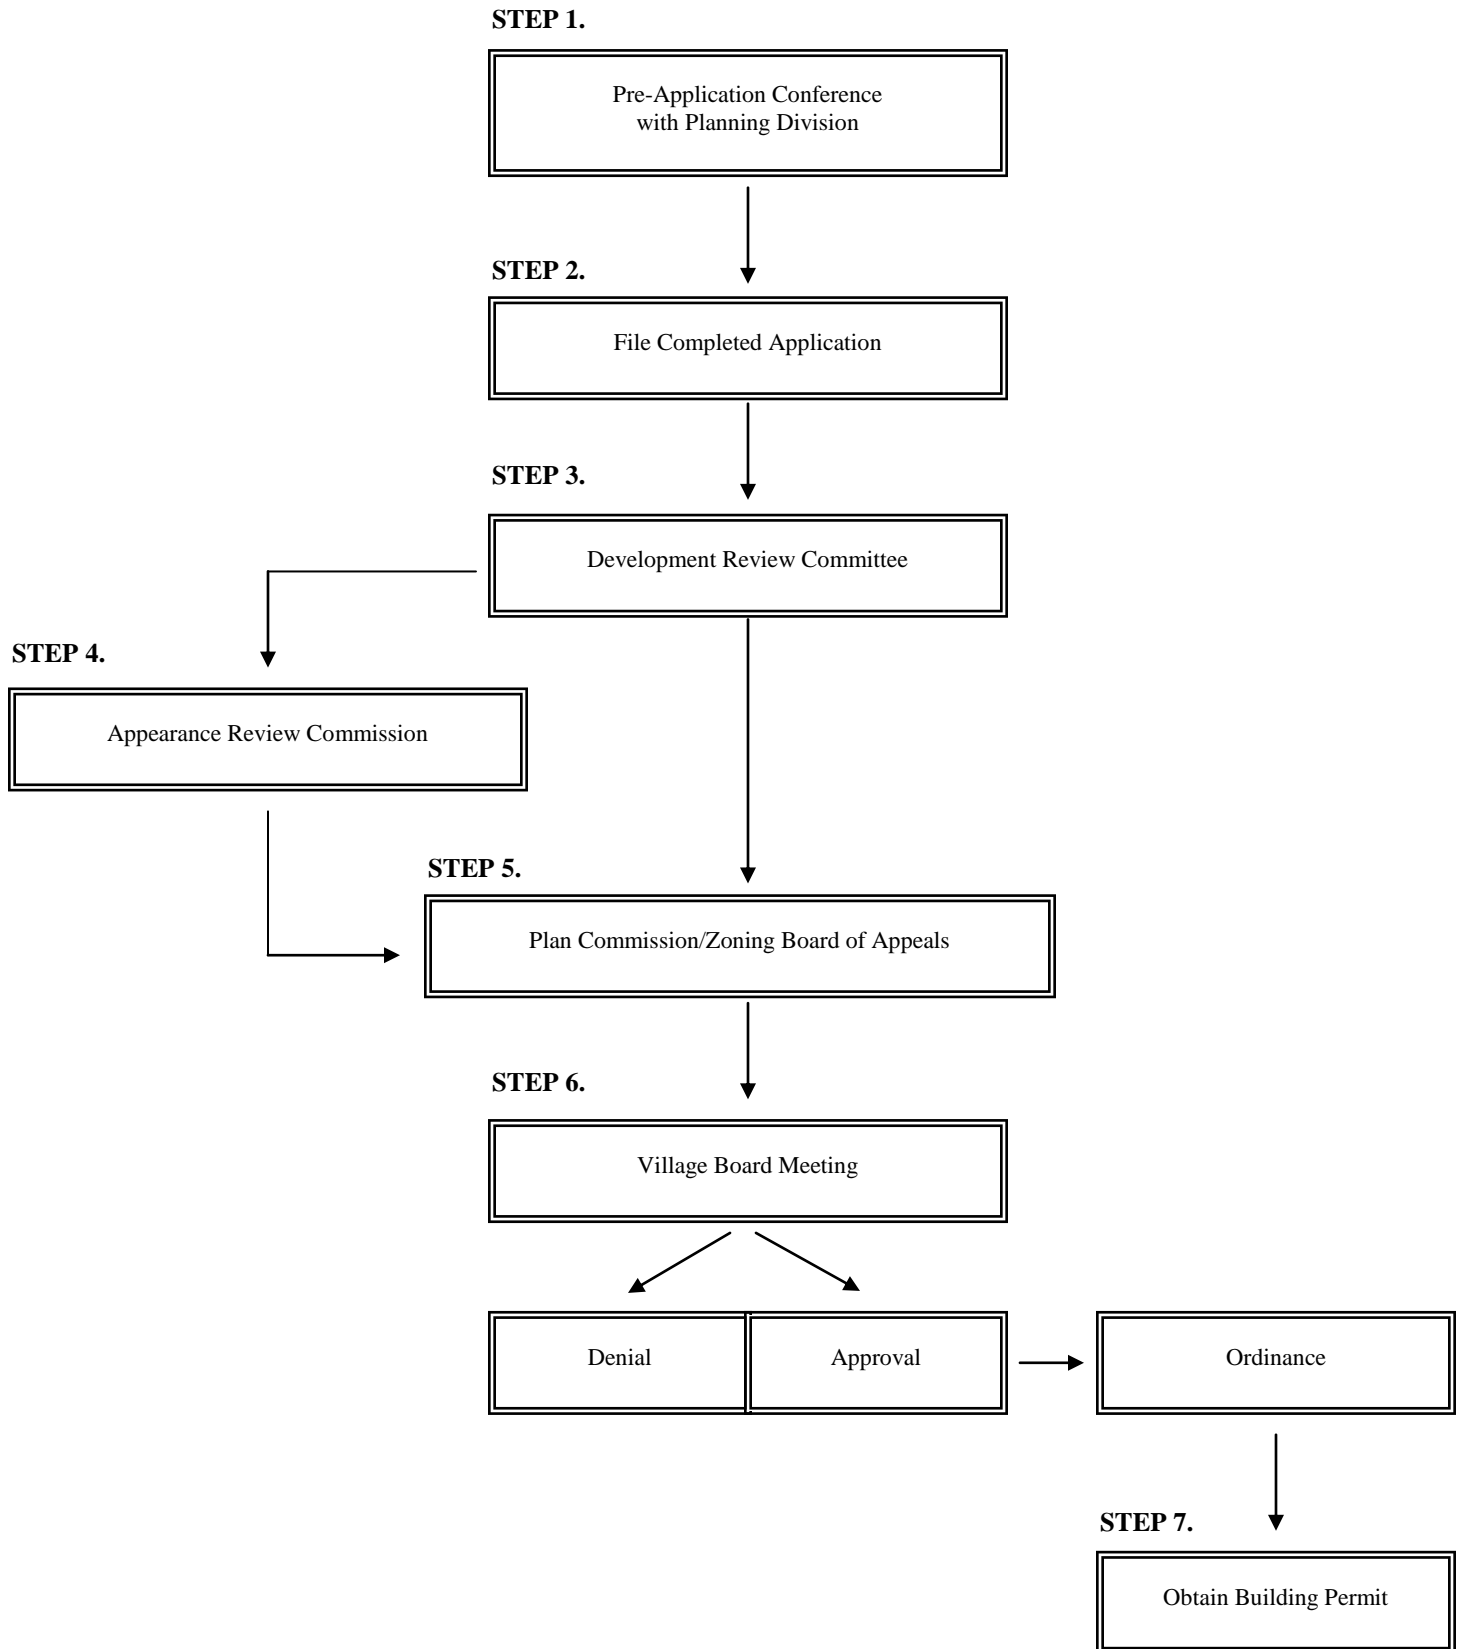 STEP 1.
Pre-Application Conference
with Planning Division
STEP 2.
File Completed Application
STEP 3.
Development Review Committee
STEP 4.
Appearance Review Commission
STEP 5.
Plan Commission/Zoning Board of Appeals
STEP 6.
Village Board Meeting
Denial
Approval
Ordinance
STEP 7.
Obtain Building Permit